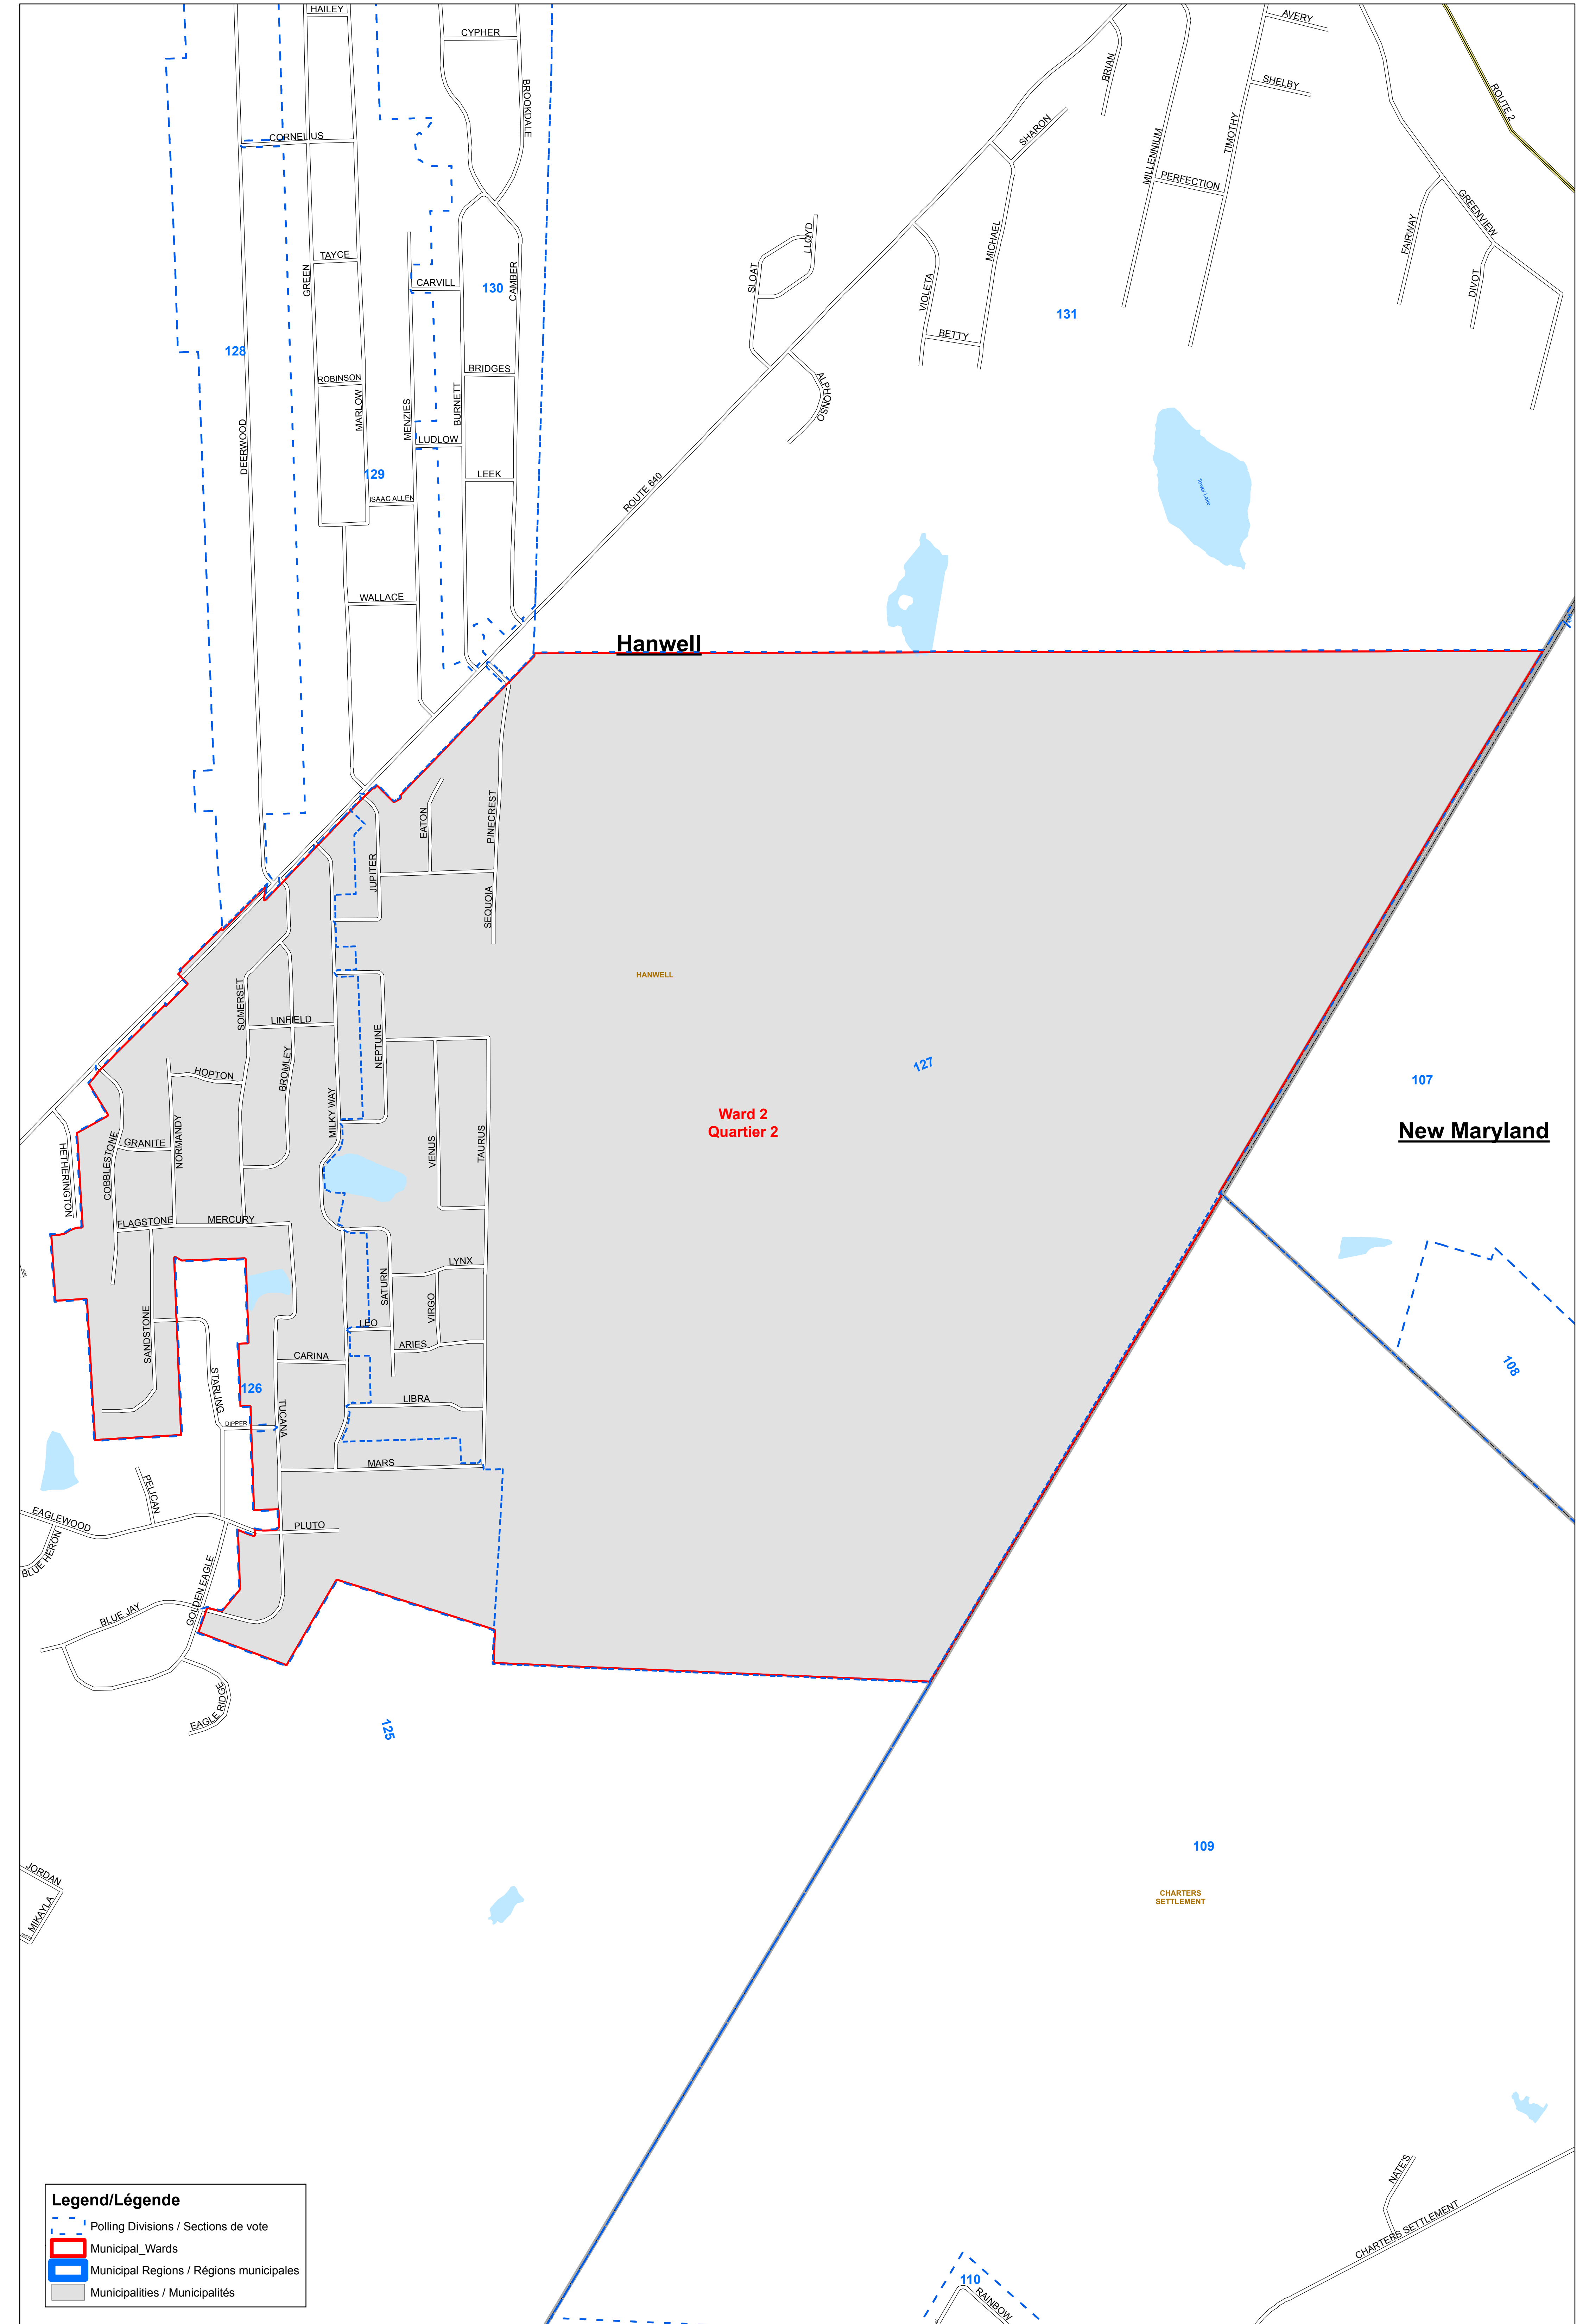 HAILEY
CYPHER
AVERY
BRIAN
BROOKDALE
SHELBY
ROUTE 2
CORNELIUS
SHARON
MILLENNIUM
TIMOTHY
PERFECTION
GREENVIEW
FAIRWAY
DIVOT
LLOYD
MICHAEL
TAYCE
GREEN
CARVILL
130
CAMBER
SLOAT
VIOLETA
131
BETTY
128
ROBINSON
MARLOW
MENZIES
BURNETT
BRIDGES
ALPHONSO
DEERWOOD
LUDLOW
129
LEEK
ISAAC ALLEN
ROUTE 640
Tower Lake
WALLACE
Hanwell
EATON
PINECREST
JUPITER
SEQUOIA
HANWELL
SOMERSET
LINFIELD
NEPTUNE
BROMLEY
HOPTON
127
107
MILKY WAY
Ward 2
Quartier 2
New Maryland
HETHERINGTON
COBBLESTONE
GRANITE
NORMANDY
VENUS
TAURUS
FLAGSTONE
MERCURY
LYNX
SATURN
VIRGO
LEO
ARIES
SANDSTONE
CARINA
108
STARLING
126
TUCANA
DIPPER
LIBRA
MARS
PELICAN
EAGLEWOOD
PLUTO
BLUE HERON
GOLDEN EAGLE
BLUE JAY
EAGLE RIDGE
125
109
JORDAN
MIKAYLA
CHARTERS
SETTLEMENT
NATE'S
CHARTERS SETTLEMENT
110
RAINBOW
Legend/Légende
Polling Divisions / Sections de vote
Municipal_Wards
Municipal Regions / Régions municipales
Municipalities / Municipalités